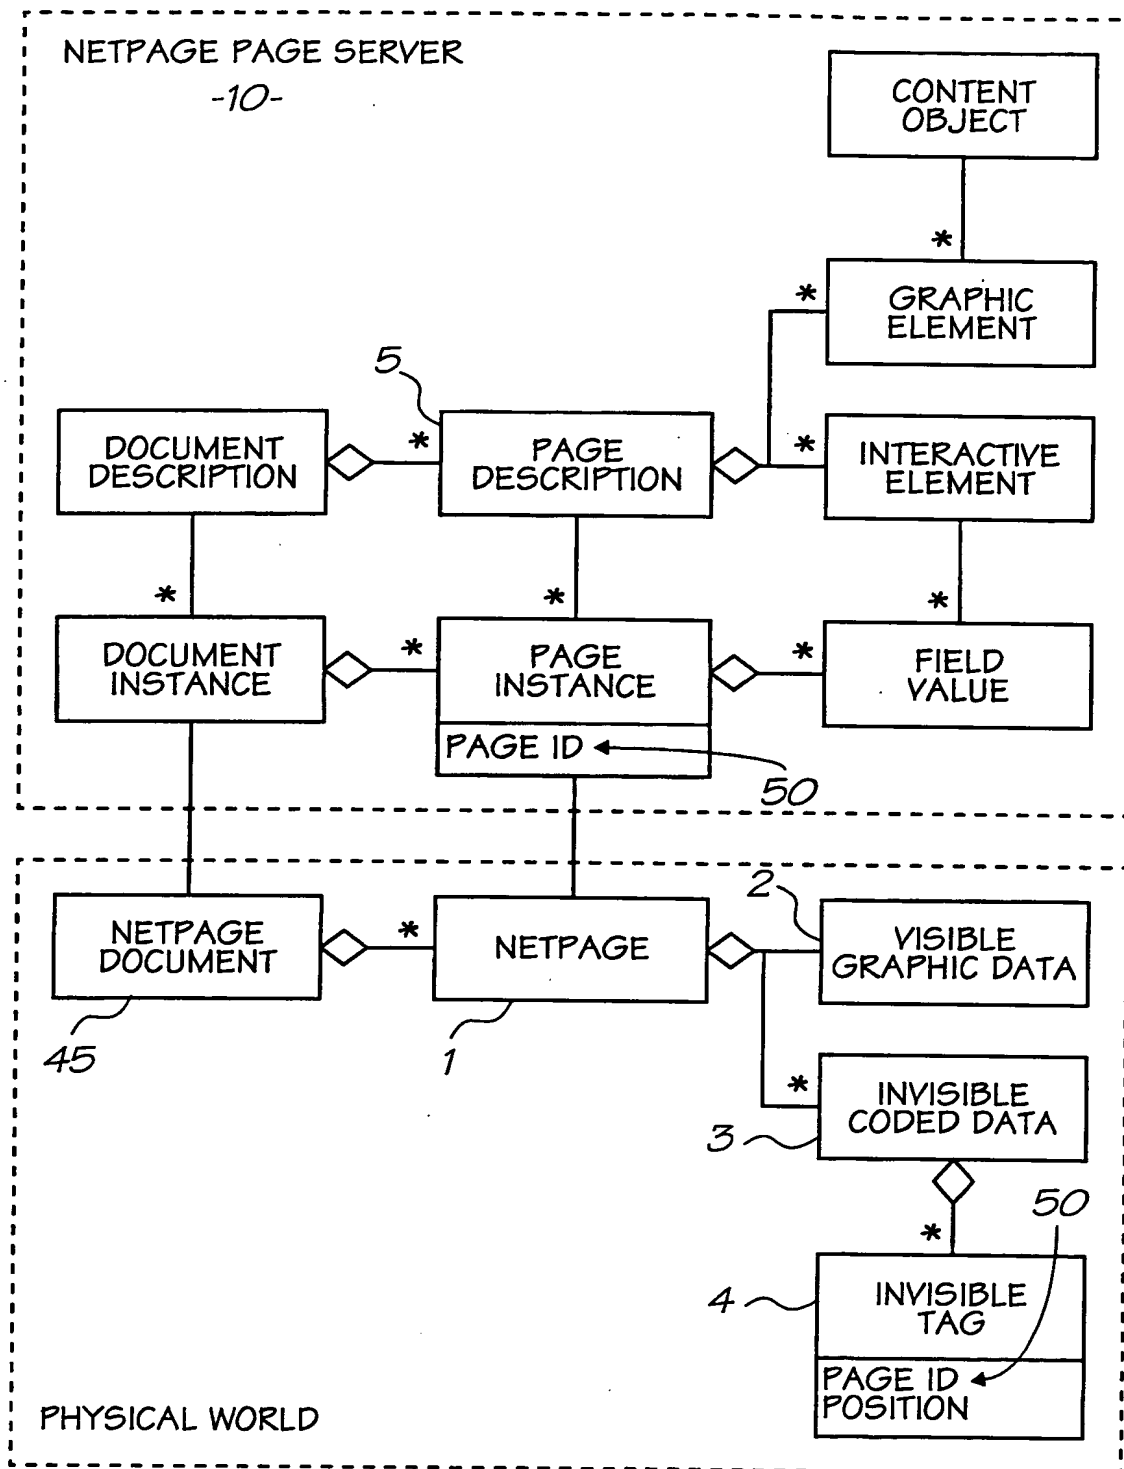 NETPAGE PAGE SERVER
-10-
CONTENT
OBJECT
*
*
GRAPHIC
ELEMENT
5
DOCUMENT
DESCRIPTION
*
PAGE
DESCRIPTION
*
INTERACTIVE
ELEMENT
*
*
*
DOCUMENT
INSTANCE
*
PAGE
INSTANCE
*
FIELD
VALUE
PAGE ID
50
2
NETPAGE
DOCUMENT
*
NETPAGE
VISIBLE
GRAPHIC DATA
45
1
*
INVISIBLE
CODED DATA
3
50
*
4
INVISIBLE
TAG
PAGE ID
POSITION
PHYSICAL WORLD